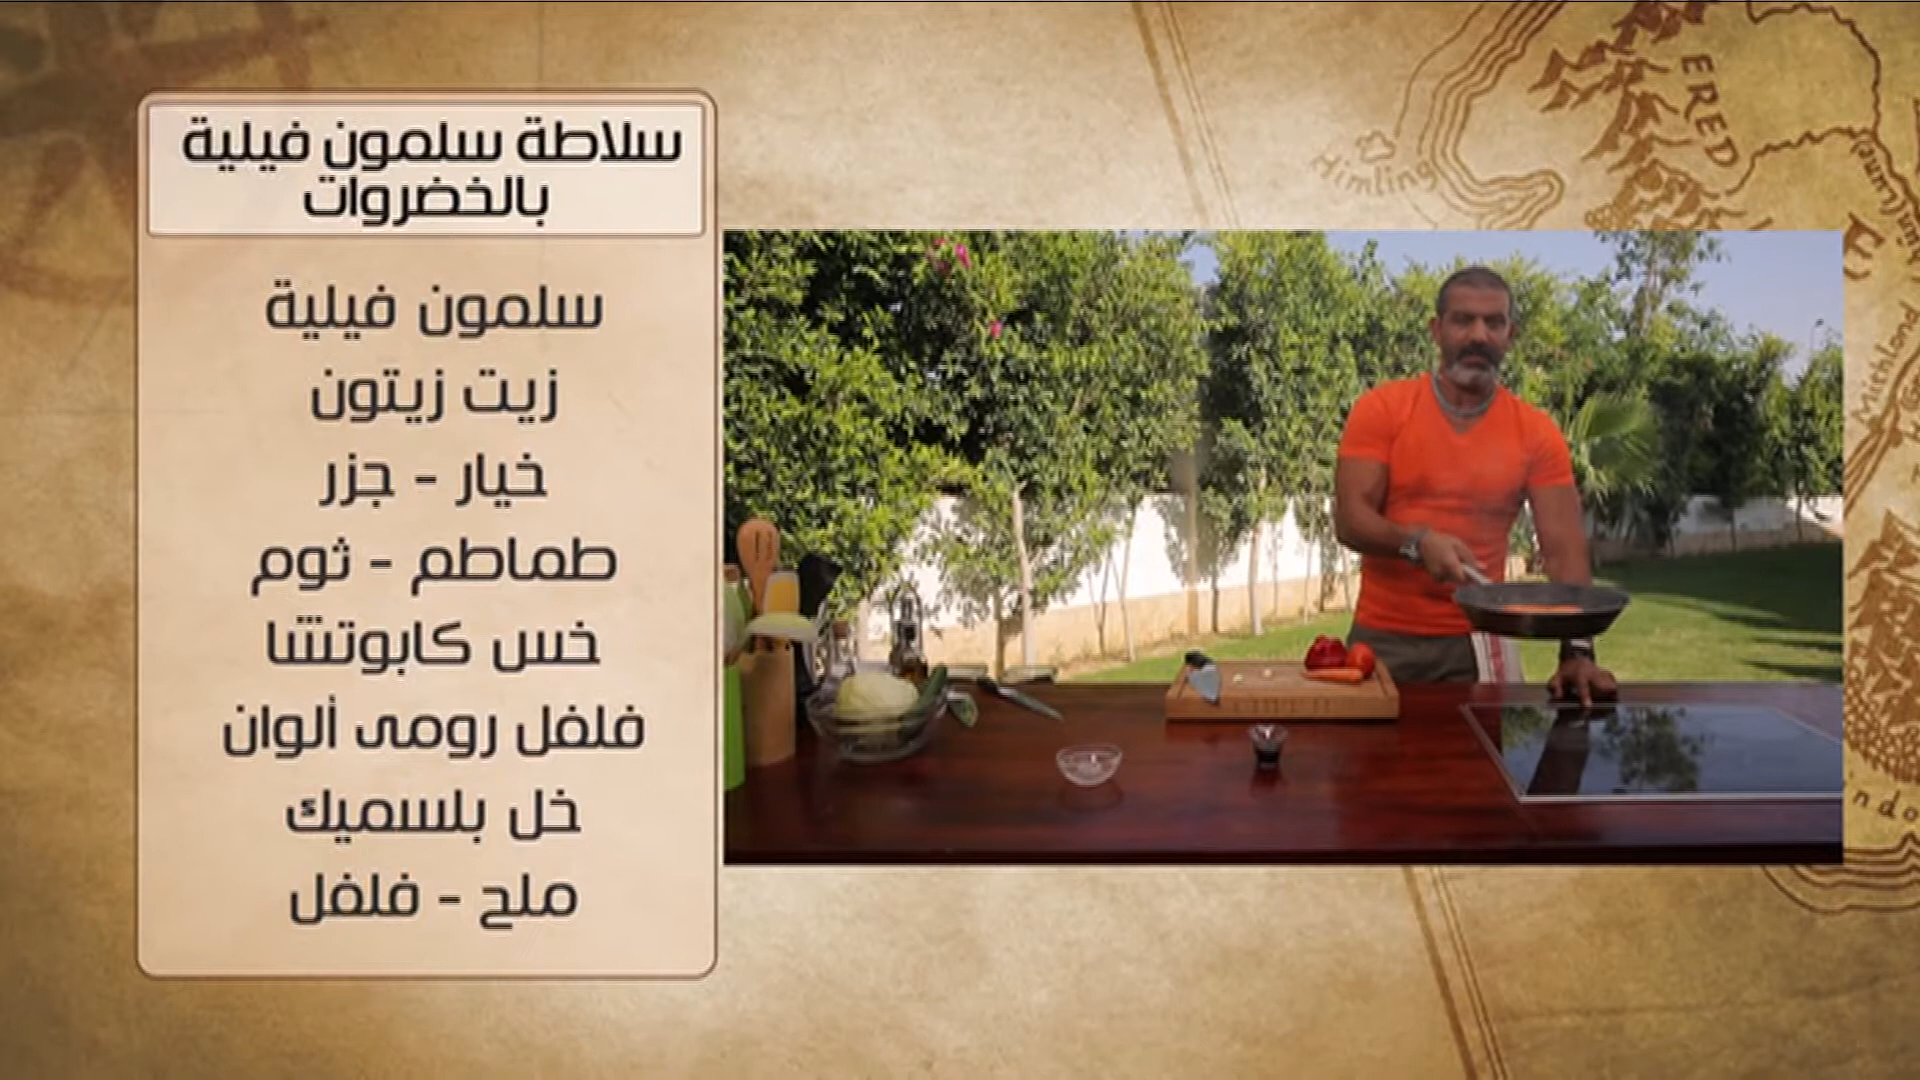 سلاطة سلمون فيلية
بالخضروات
سلمون فيلية
زيت زيتون
خيار - جزر
طماطم - ثوم
خس كابوتشا
فلفل رومى ألوان
خل بلسميك
ملح - فلفل
Himling
ERED
Mithlond